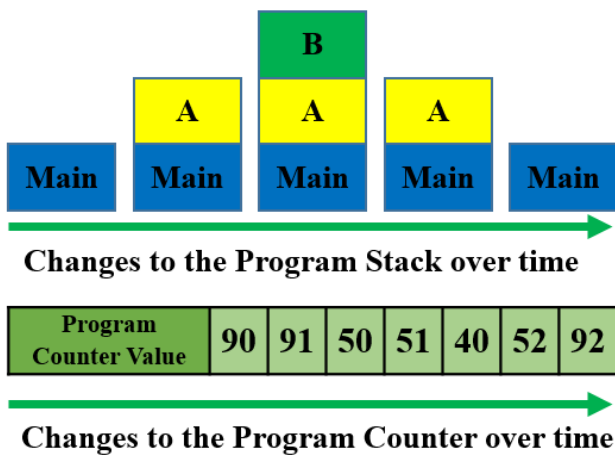 B
A A A
Main Main Main Main Main
Changes to the Program Stack over time
Program
Counter Value 90 91 50 51 40 52 92
Changes to the Program Counter over time